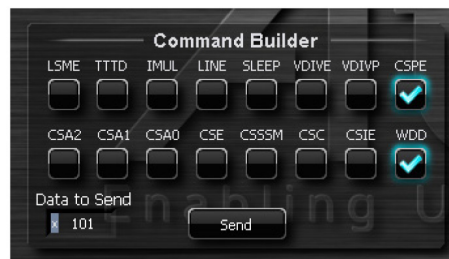 Command Builder
LSME TTTD IMUL LINE SLEEP VDIVE VDIVP CSPE
CSA2 CSA1 CSA0 CSE CSSSM CSC CSIE WDD
Data to Send
x 101
Send
Enabling U